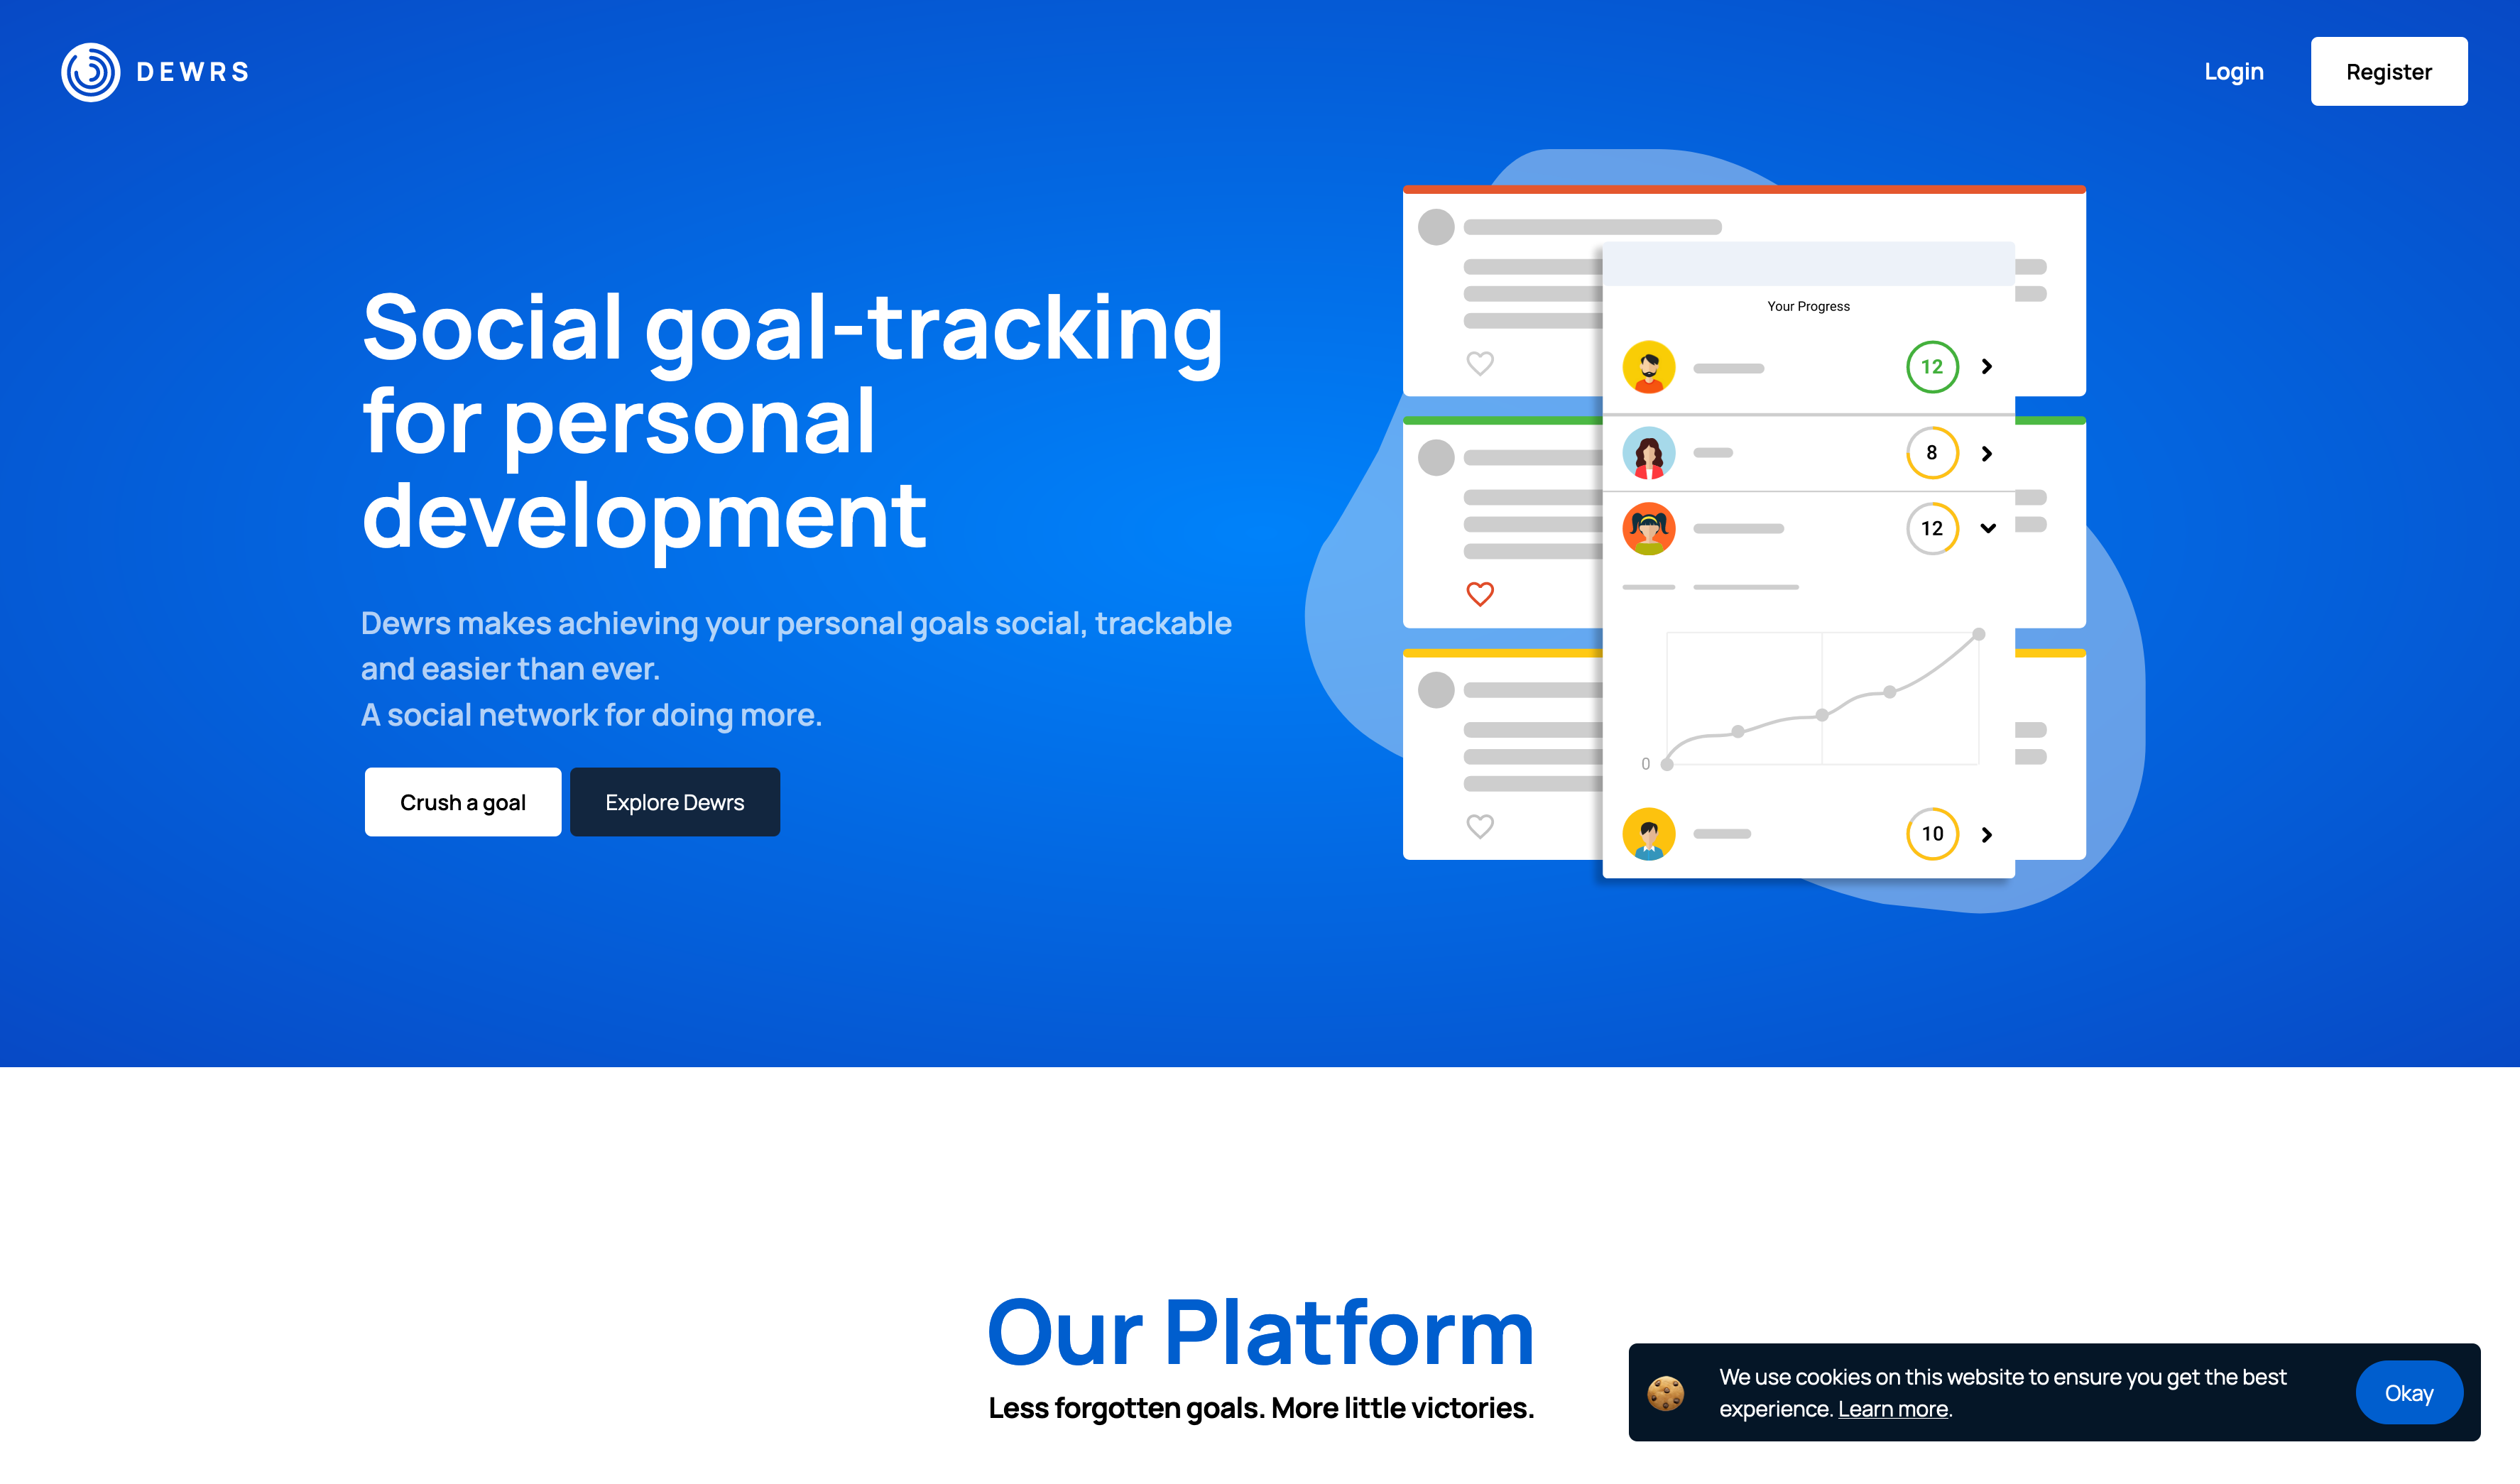 DEWRS
Login
Register
Social goal-tracking
for personal
development
Dewrs makes achieving your personal goals social, trackable
and easier than ever.
A social network for doing more.
Crush a goal
Explore Dewrs
Your Progress
12
8
12
0
10
Our Platform
Less forgotten goals. More little victories.
We use cookies on this website to ensure you get the best
experience. Learn more.
Okay